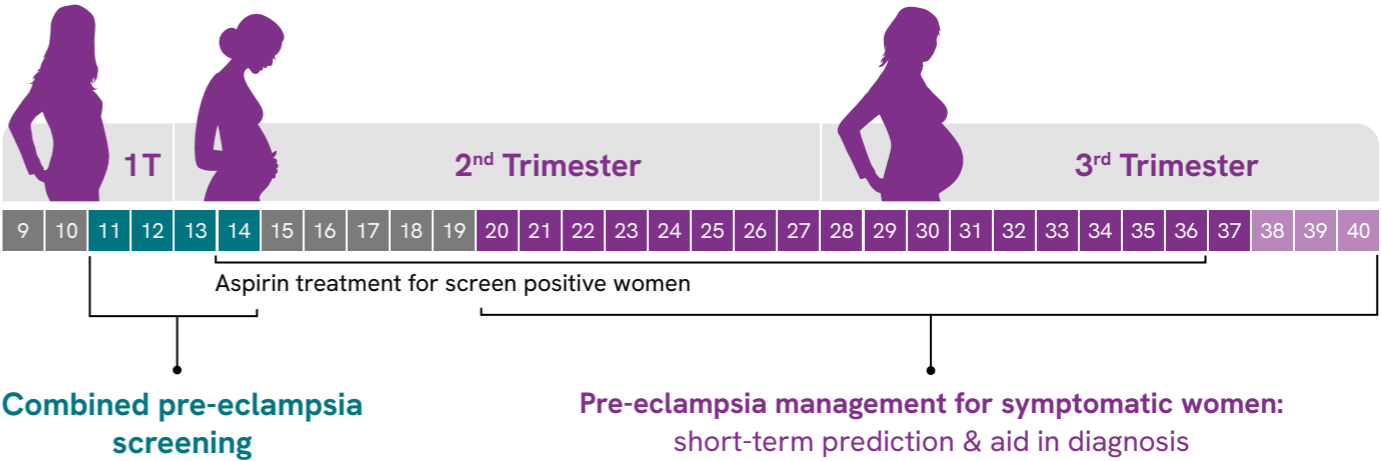 1T
2nd Trimester
3rd Trimester
9 10 11 12 13 14 15 16 17 18 19 20 21 22 23 24 25 26 27 28 29 30 31 32 33 34 35 36 37 38 39 40
Aspirin treatment for screen positive women
Combined pre-eclampsia
screening
Pre-eclampsia management for symptomatic women:
short-term prediction & aid in diagnosis